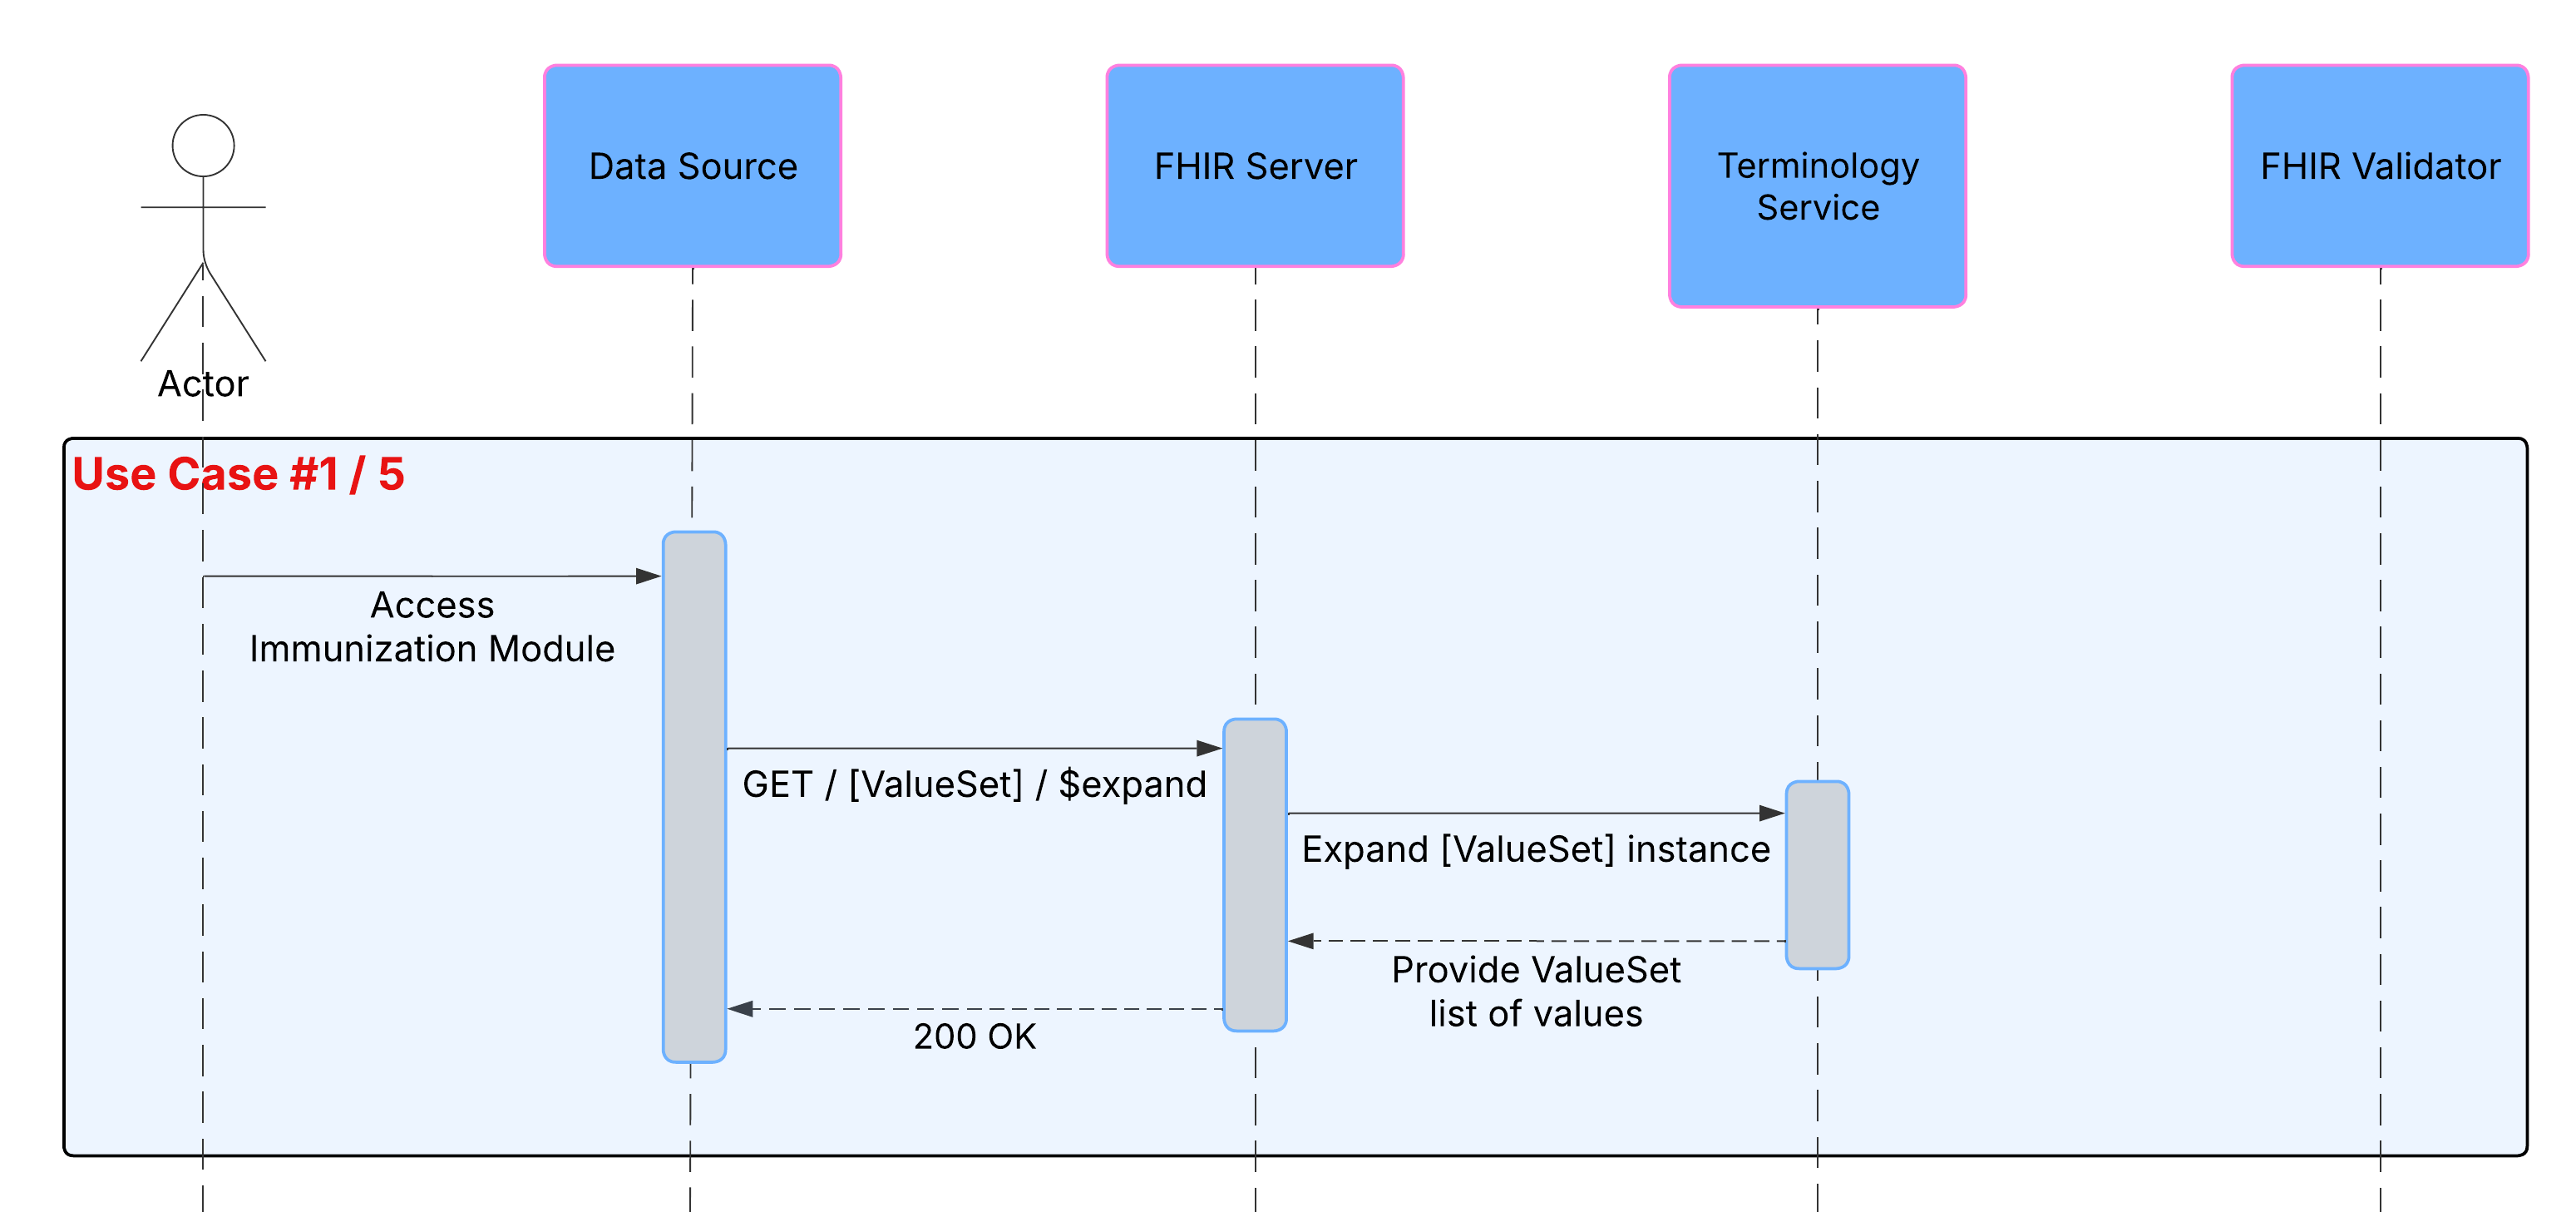 Data Source
FHIR Server
Terminology
Service
FHIR Validator
Actor
Use Case #1 / 5
Access
Immunization Module
GET / [ValueSet] / $expand
Expand [ValueSet] instance
Provide ValueSet
list of values
200 OK